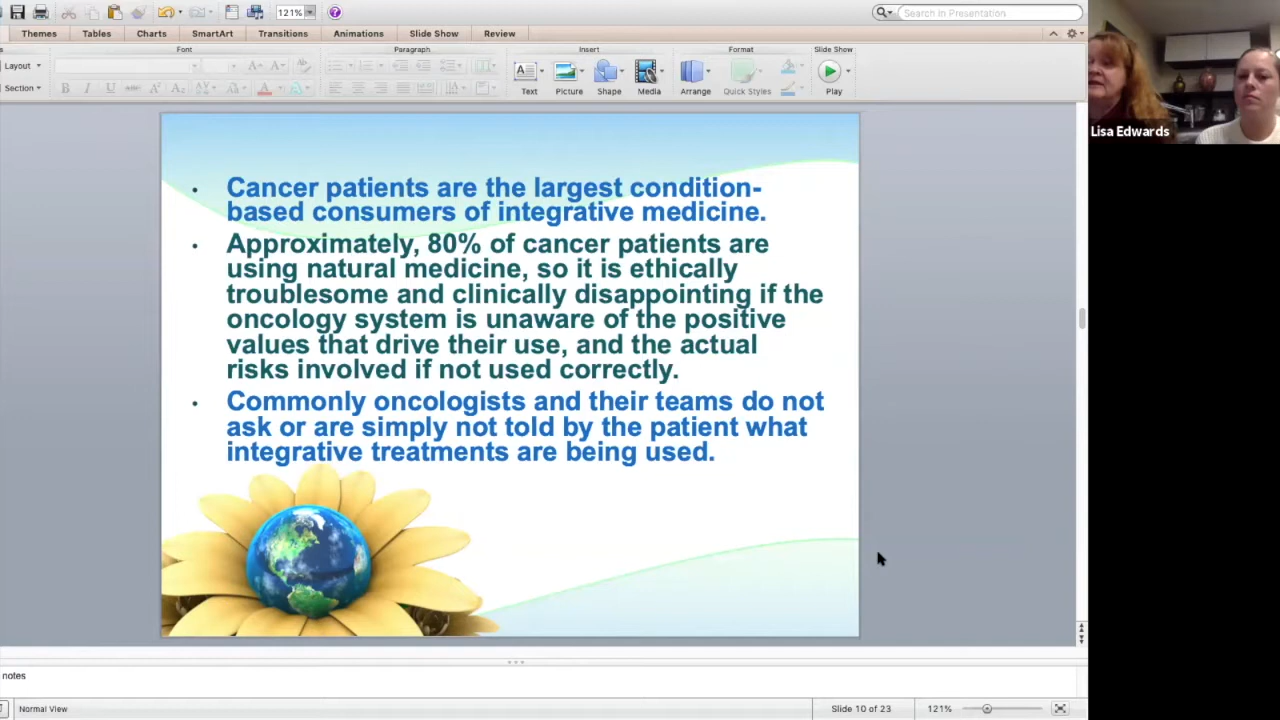 121%
Search in Presentation
Themes Tables Charts SmartArt Transitions Animations Slide Show Review
Font Paragraph Insert Format Slide Show
Layout
Section
Text Picture Shape Media Arrange Quick Styles Play
Lisa Edwards
• Cancer patients are the largest condition-
based consumers of integrative medicine.
• Approximately, 80% of cancer patients are
using natural medicine, so it is ethically
troublesome and clinically disappointing if the
oncology system is unaware of the positive
values that drive their use, and the actual
risks involved if not used correctly.
• Commonly oncologists and their teams do not
ask or are simply not told by the patient what
integrative treatments are being used.
notes
Normal View Slide 10 of 23 121%